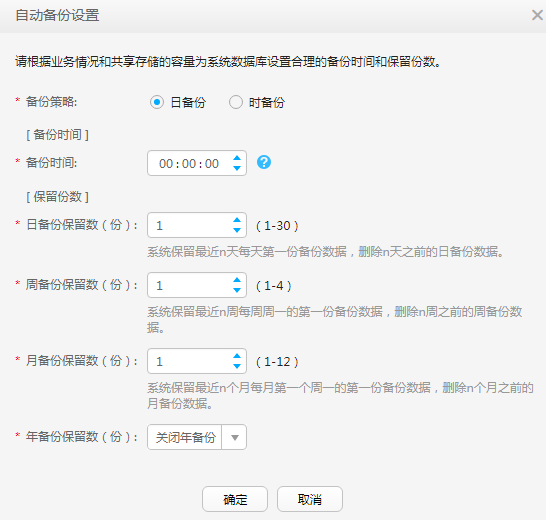 自动备份设置
请根据业务情况和共享存储的容量为系统数据库设置合理的备份时间和保留份数。
* 备份策略: 日备份 时备份
[ 备份时间 ]
* 备份时间: 00 : 00 : 00 ?
[ 保留份数 ]
* 日备份保留数（份）: 1 （1-30）
系统保留最近n天每天第一份备份数据，删除n天之前的日备份数据。
* 周备份保留数（份）: 1 （1-4）
系统保留最近n周每周周一的第一份备份数据，删除n周之前的周备份数
据。
* 月备份保留数（份）: 1 （1-12）
系统保留最近n个月每月第一个周一的第一份备份数据，删除n个月之前的
月备份数据。
* 年备份保留数（份）: 关闭年备份
确定 取消